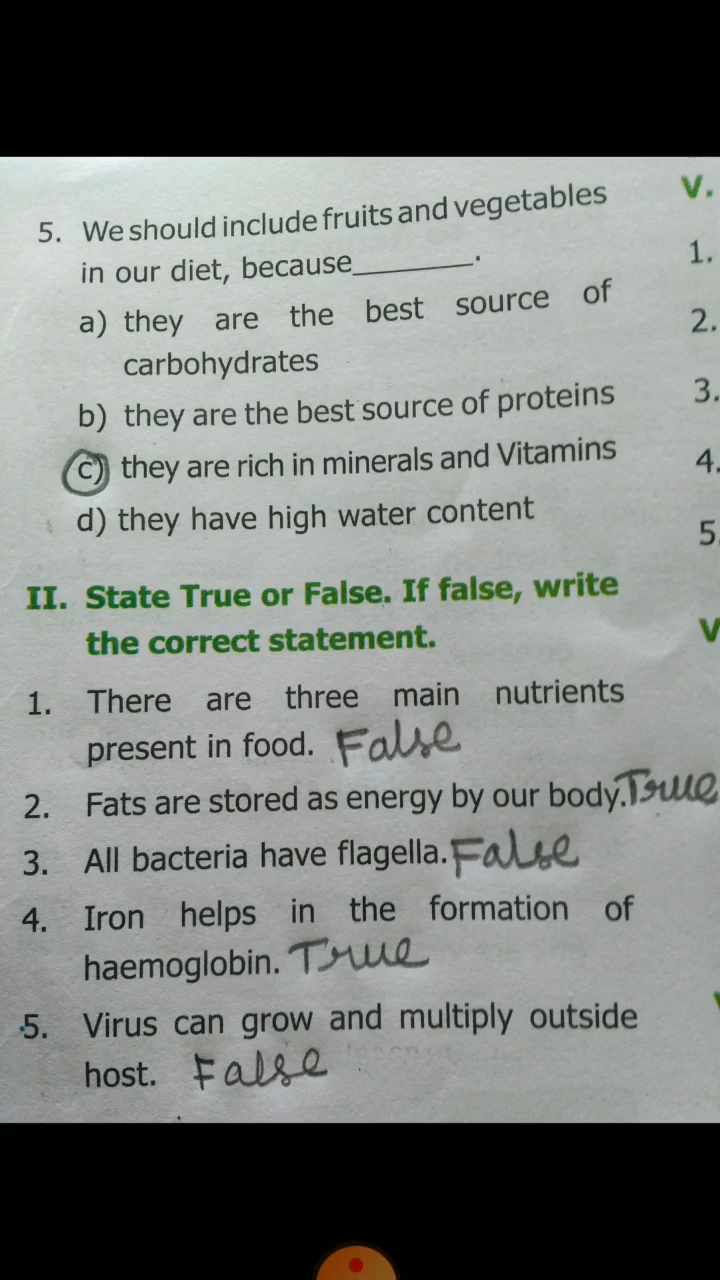 5. We should include fruits and vegetables
in our diet, because________.
a) they are the best source of
carbohydrates
b) they are the best source of proteins
c) they are rich in minerals and Vitamins
d) they have high water content
II. State True or False. If false, write
the correct statement.
1. There are three main nutrients
present in food. False
2. Fats are stored as energy by our body. True
3. All bacteria have flagella. False
4. Iron helps in the formation of
haemoglobin. True
5. Virus can grow and multiply outside
host. False
V.
1.
2.
3.
4.
5.
V